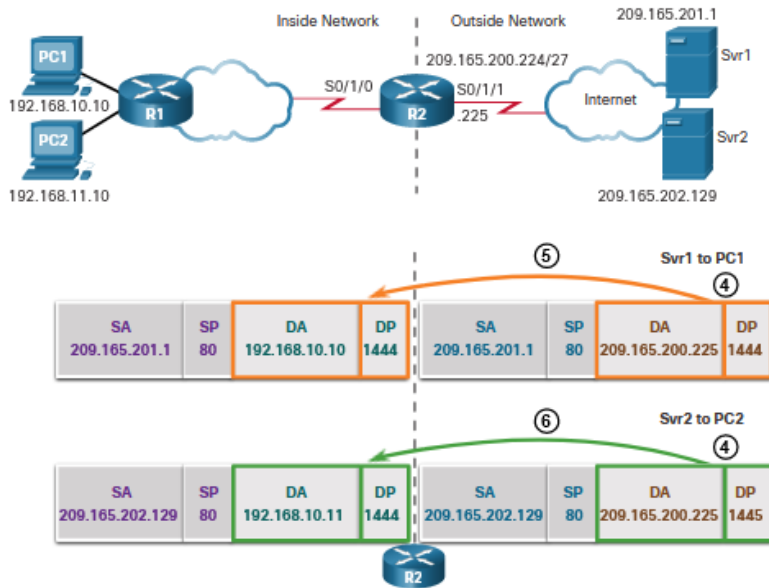 Inside Network
Outside Network
209.165.201.1
PC1
192.168.10.10
R1
S0/1/0
R2
209.165.200.224/27
S0/1/1
.225
Internet
Svr1
PC2
192.168.11.10
Svr2
209.165.202.129
5
Svr1 to PC1
4
SA SP DA DP SA SP DA DP
209.165.201.1 80 192.168.10.10 1444 209.165.201.1 80 209.165.200.225 1444
6
Svr2 to PC2
4
SA SP DA DP SA SP DA DP
209.165.202.129 80 192.168.10.11 1444 209.165.202.129 80 209.165.200.225 1445
R2